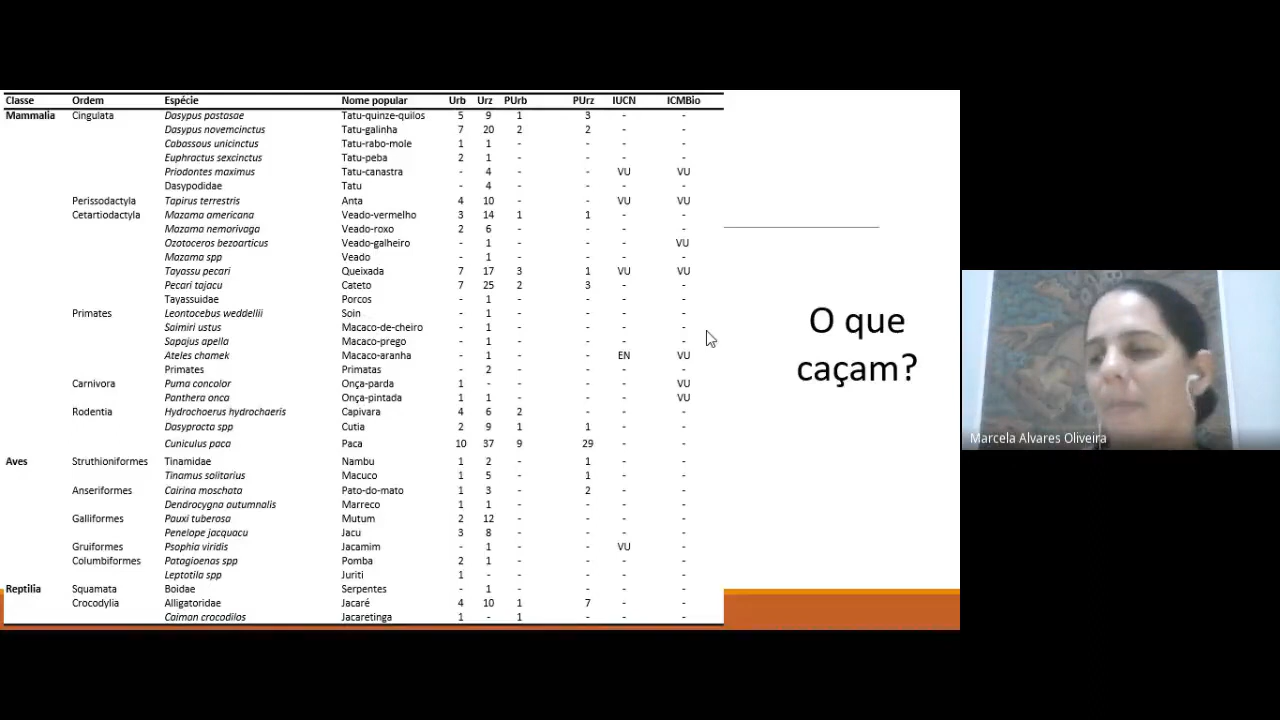 Classe Ordem Espécie Nome popular Urb Urz PUrb PUrz IUCN ICMBio
Mammalia Cingulata Dasypus pastasae Tatu-quinze-quilos 5 9 1 3 - -
Dasypus novemcinctus Tatu-galinha 7 20 2 2 - -
Cabassous unicinctus Tatu-rabo-mole 1 1 - - - -
Euphractus sexcinctus Tatu-peba 2 1 - - - -
Priodontes maximus Tatu-canastra - 4 - - VU VU
Dasypodidae Tatu - 4 - - - -
Perissodactyla Tapirus terrestris Anta 4 10 - - VU VU
Cetartiodactyla Mazama americana Veado-vermelho 3 14 1 1 - -
Mazama nemorivaga Veado-roxo 2 6 - - - -
Ozotoceros bezoarticus Veado-galheiro - 1 - - - VU
Mazama spp Veado - 1 - - - -
Tayassu pecari Queixada 7 17 3 1 VU VU
Pecari tajacu Cateto 7 25 2 3 - -
Tayassuidae Porcos - 1 - - - -
Primates Leontocebus weddellii Soin - 1 - - - -
Saimiri ustus Macaco-de-cheiro - 1 - - - -
Sapajus apella Macaco-prego - 1 - - - -
Ateles chamek Macaco-aranha - 1 - - EN VU
Primates Primatas - 2 - - - -
Carnivora Puma concolor Onça-parda 1 - - - - VU
Panthera onca Onça-pintada 1 1 - - - VU
Rodentia Hydrochoerus hydrochaeris Capivara 4 6 2 - - -
Dasyprocta spp Cutia 2 9 1 1 - -
Cuniculus paca Paca 10 37 9 29 - -
Aves Struthioniformes Tinamidae Nambu 1 2 - 1 - -
Tinamus solitarius Macuco 1 5 - 1 - -
Anseriformes Cairina moschata Pato-do-mato 1 3 - 2 - -
Dendrocygna autumnalis Marreco 1 1 - - - -
Galliformes Pauxi tuberosa Mutum 2 12 - - - -
Penelope jacquacu Jacu 3 8 - - - -
Gruiformes Psophia viridis Jacamim - 1 - - VU -
Columbiformes Patagioenas spp Pomba 2 1 - - - -
Leptotila spp Juriti 1 - - - - -
Reptilia Squamata Boidae Serpentes - 1 - - - -
Crocodylia Alligatoridae Jacaré 4 10 1 7 - -
Caiman crocodilos Jacaretinga 1 - 1 - - -
O que
caçam?
Marcela Alvares Oliveira